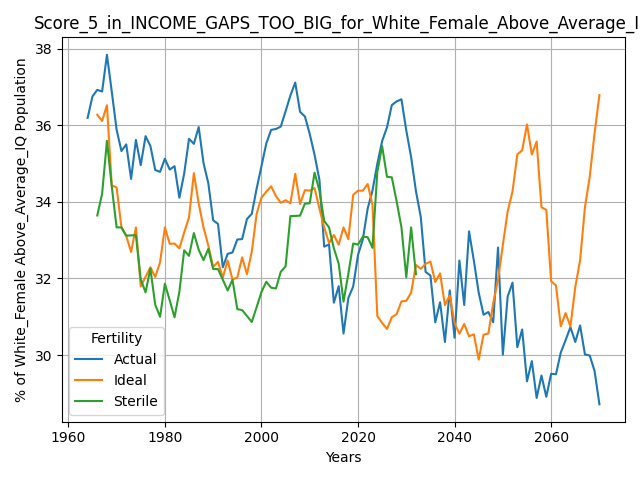 Score_5_in_INCOME_GAPS_TOO_BIG_for_White_Female_Above_Average_I
% of White_Female Above_Average_IQ Population
38
36
34
32
30
Fertility
Actual
Ideal
Sterile
1960 1980 2000 2020 2040 2060
Years